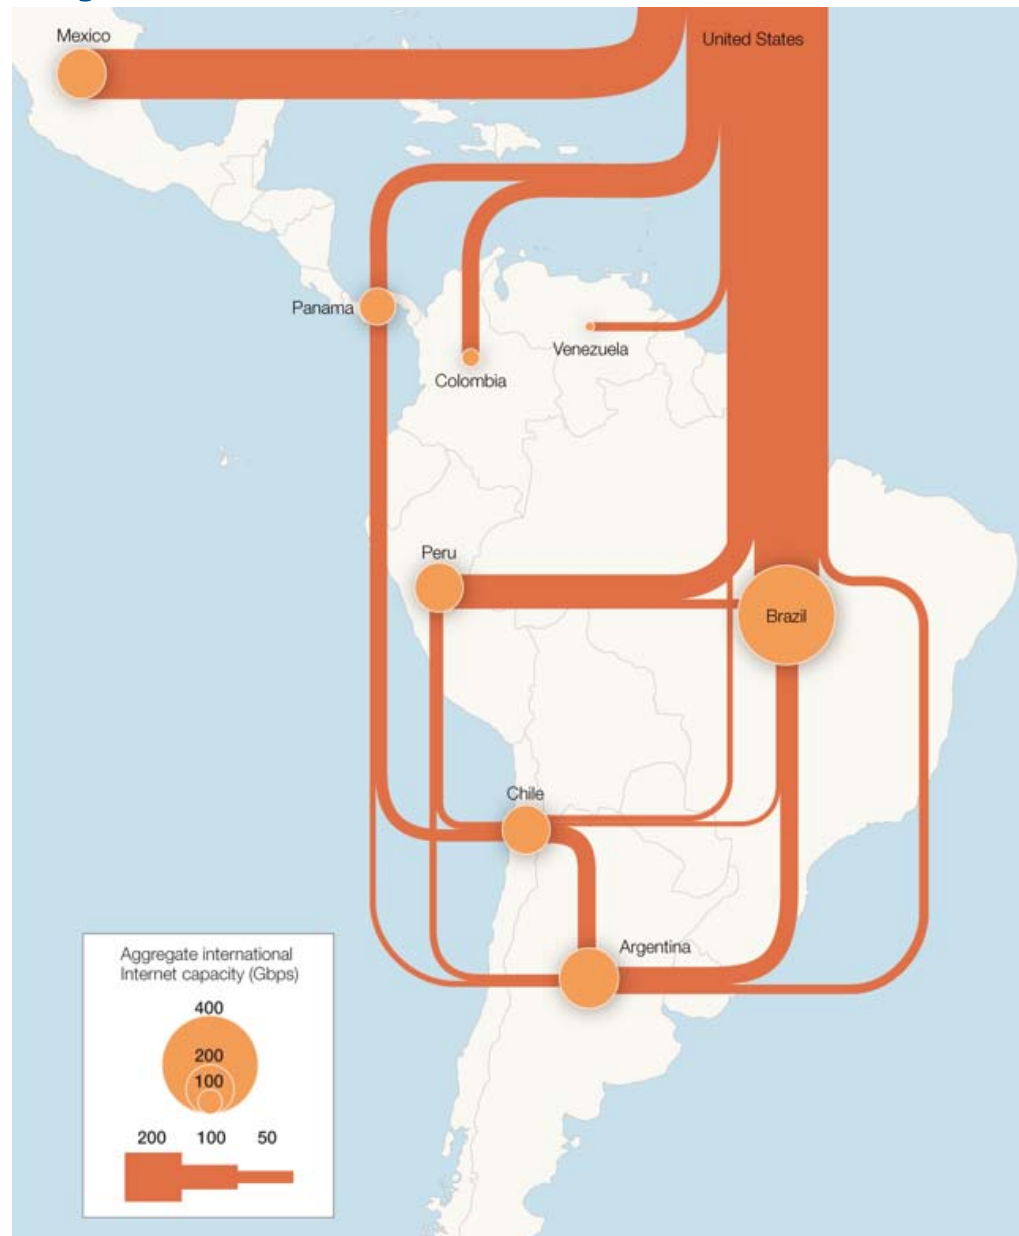 Mexico
United States
Panama
Venezuela
Colombia
Peru
Brazil
Chile
Argentina
Aggregate international
Internet capacity (Gbps)
400
200
100
200 100 50